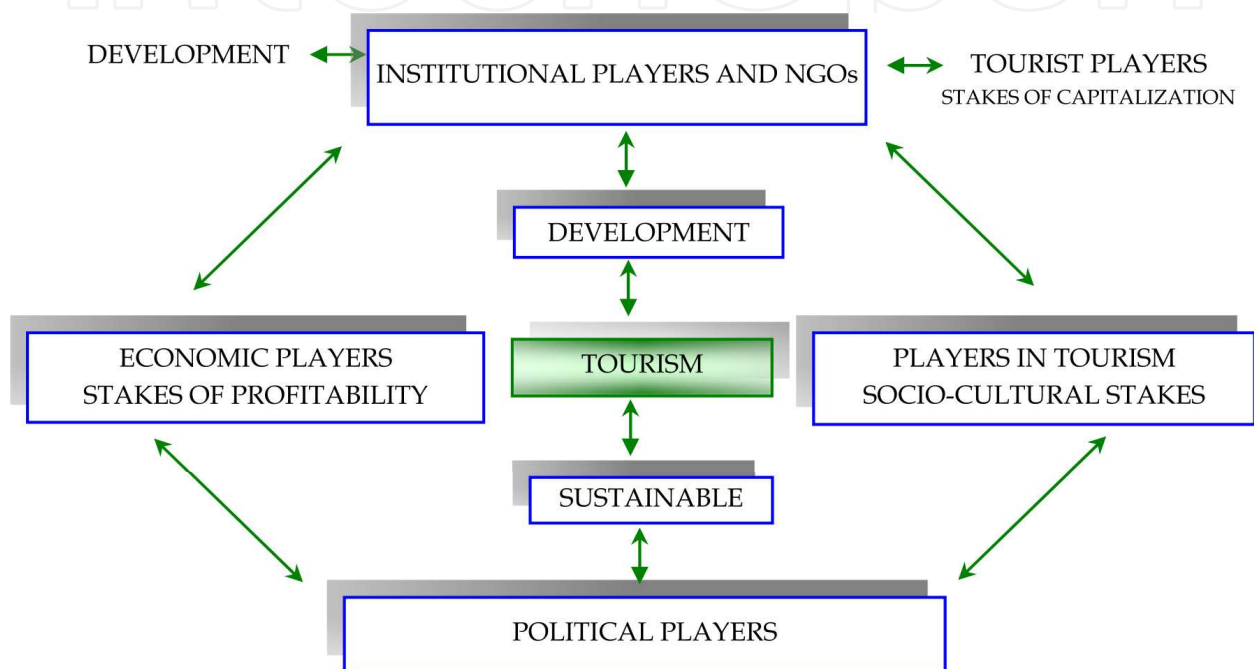 DEVELOPMENT
INSTITUTIONAL PLAYERS AND NGOs
TOURIST PLAYERS
STAKES OF CAPITALIZATION
DEVELOPMENT
ECONOMIC PLAYERS
STAKES OF PROFITABILITY
TOURISM
PLAYERS IN TOURISM
SOCIO-CULTURAL STAKES
SUSTAINABLE
POLITICAL PLAYERS